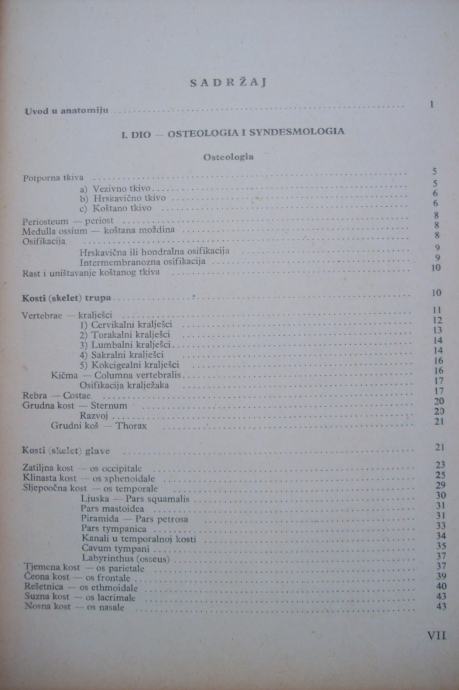 SADRŽAJ
Uvod u anatomiju 1
I. DIO — OSTEOLOGIA I SYNDESMOLOGIA
Osteologia
Potporna tkiva 5
a) Vezivno tkivo 5
b) Hrskavično tkivo 6
c) Koštano tkivo 6
Periosteum — periost 8
Medulla ossium — koštana moždina 8
Osifikacija 8
Hrskavična ili hondralna osifikacija 9
Intermembranozna osifikacija 9
Rast i uništavanje koštanog tkiva 10
Kosti (skelet) trupa 10
Vertebrae — kralješci 11
1) Cervikalni kralješci 12
2) Torakalni kralješci 13
3) Lumbalni kralješci 14
4) Sakralni kralješci 14
5) Kokcigealni kralješci 16
Kičma — Columna vertebralis 16
Osifikacija kralježaka 17
Rebra — Costae 17
Grudna kost — Sternum 20
Razvoj 20
Grudni koš — Thorax 21
Kosti (skelet) glave 21
Zatiljna kost — os occipitale 23
Klinasta kost — os sphenoidale 25
Sljepoočna kost — os temporale 29
Ljuska — Pars squamalis 30
Pars mastoidea 31
Piramida — Pars petrosa 31
Pars tympanica 33
Kanali u temporalnoj kosti 34
Cavum tympani 35
Labyrinthus (osseus) 37
Tjemena kost — os parietale 37
Čeona kost — os frontale 39
Rešetnica — os ethmoidale 40
Suzna kost — os lacrimale 43
Nosna kost — os nasale 43
VII